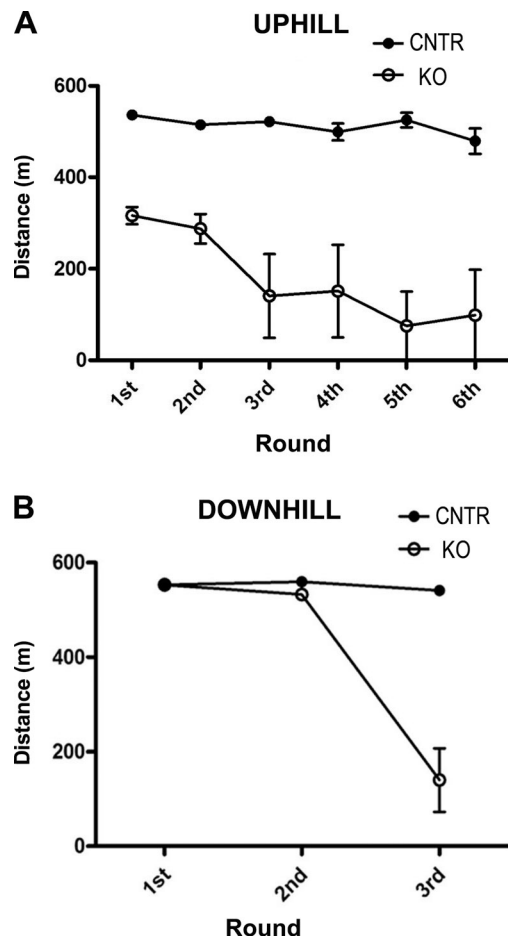 A
UPHILL
CNTR
KO
600
400
200
0
Distance (m)
1st
2nd
3rd
4th
5th
6th
Round
B
DOWNHILL
CNTR
KO
600
400
200
0
Distance (m)
1st
2nd
3rd
Round